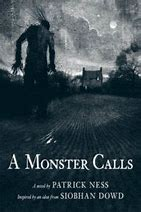 A MONSTER CALLS
A novel by PATRICK NESS
Inspired by an idea from SIOBHAN DOWD